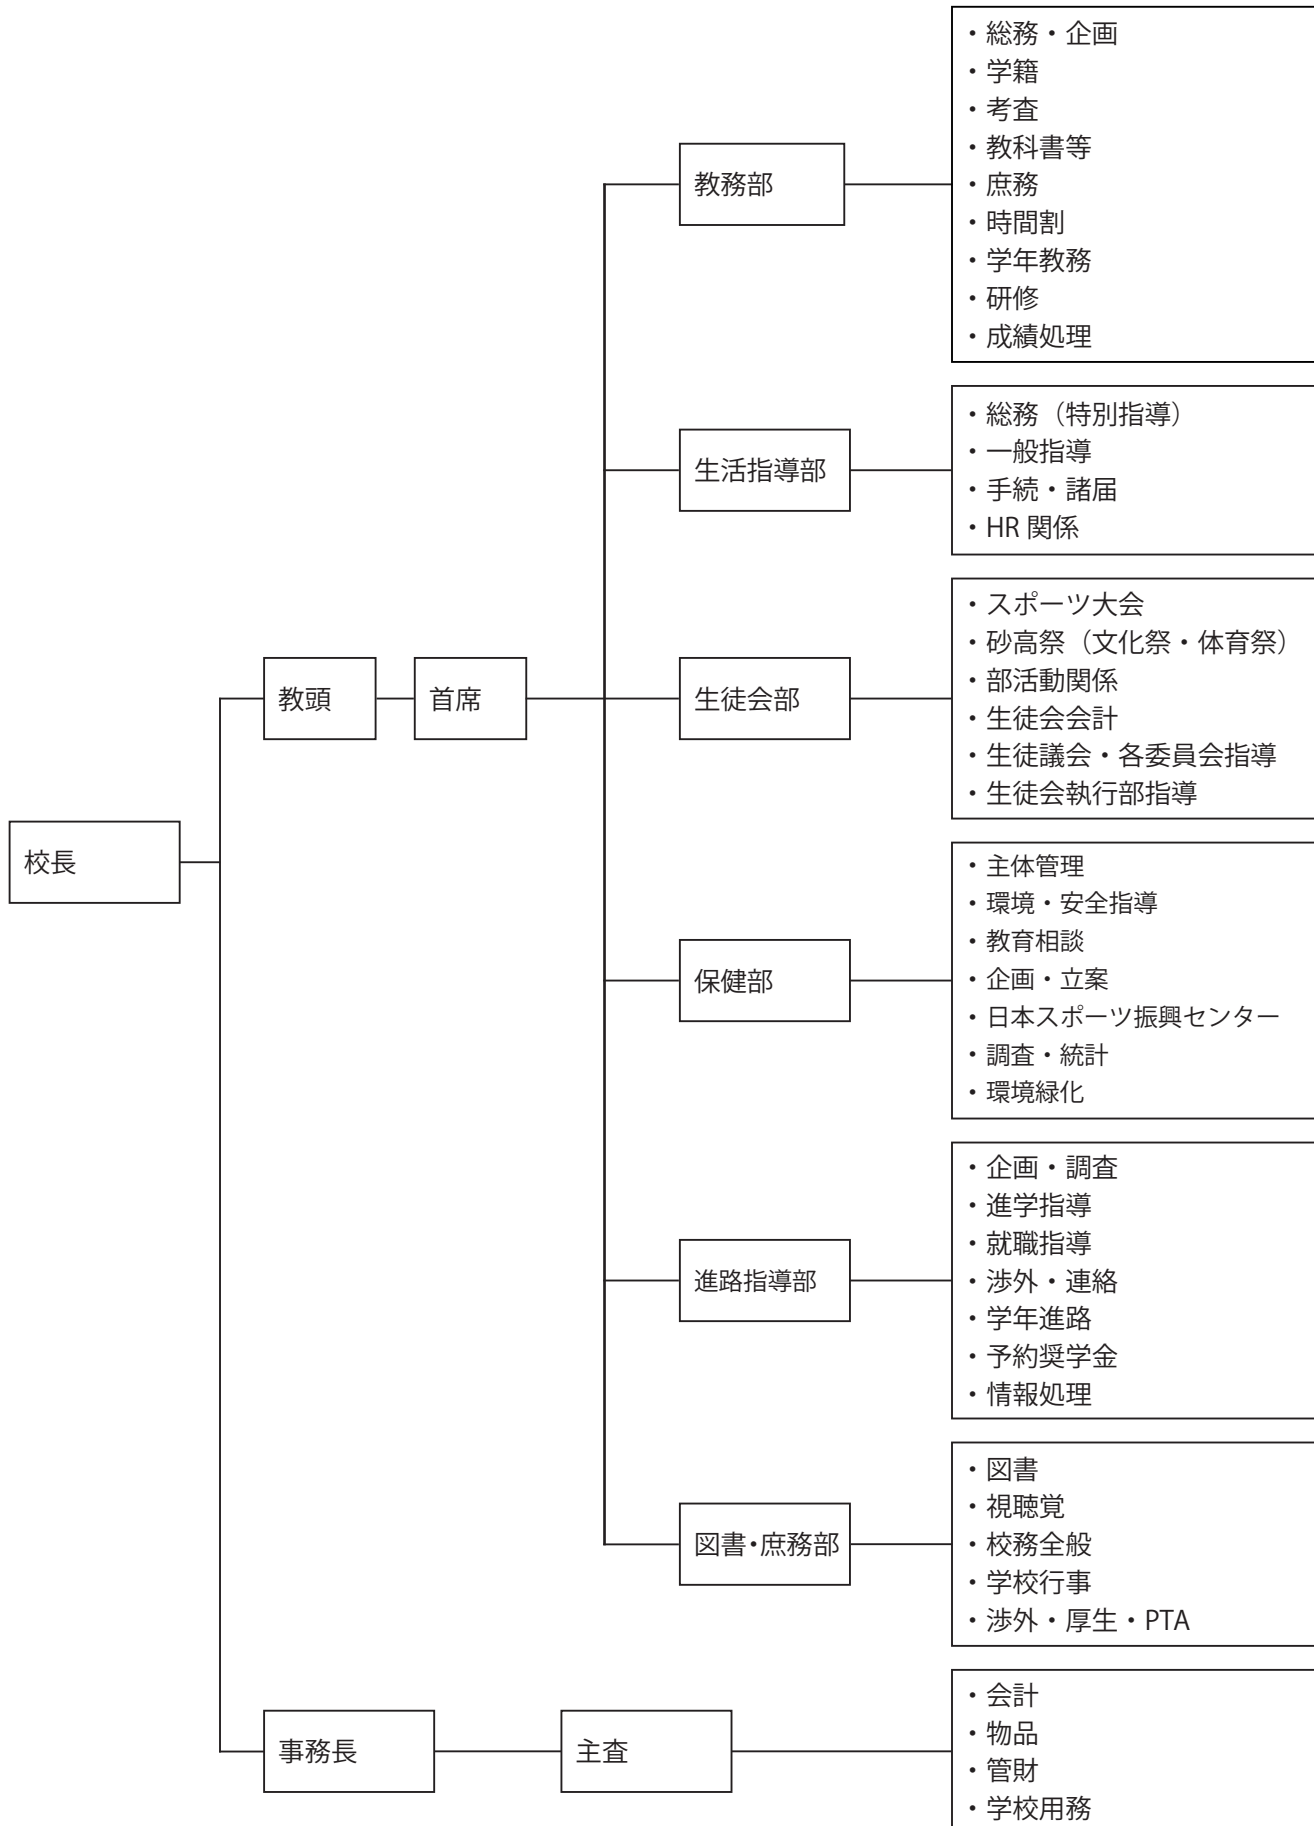 校長
教頭
首席
教務部
・総務・企画
・学籍
・考査
・教科書等
・庶務
・時間割
・学年教務
・研修
・成績処理
生活指導部
・総務（特別指導）
・一般指導
・手続・諸届
・HR 関係
生徒会部
・スポーツ大会
・砂高祭（文化祭・体育祭）
・部活動関係
・生徒会会計
・生徒議会・各委員会指導
・生徒会執行部指導
保健部
・主体管理
・環境・安全指導
・教育相談
・企画・立案
・日本スポーツ振興センター
・調査・統計
・環境緑化
進路指導部
・企画・調査
・進学指導
・就職指導
・渉外・連絡
・学年進路
・予約奨学金
・情報処理
図書・庶務部
・図書
・視聴覚
・校務全般
・学校行事
・渉外・厚生・PTA
事務長
主査
・会計
・物品
・管財
・学校用務